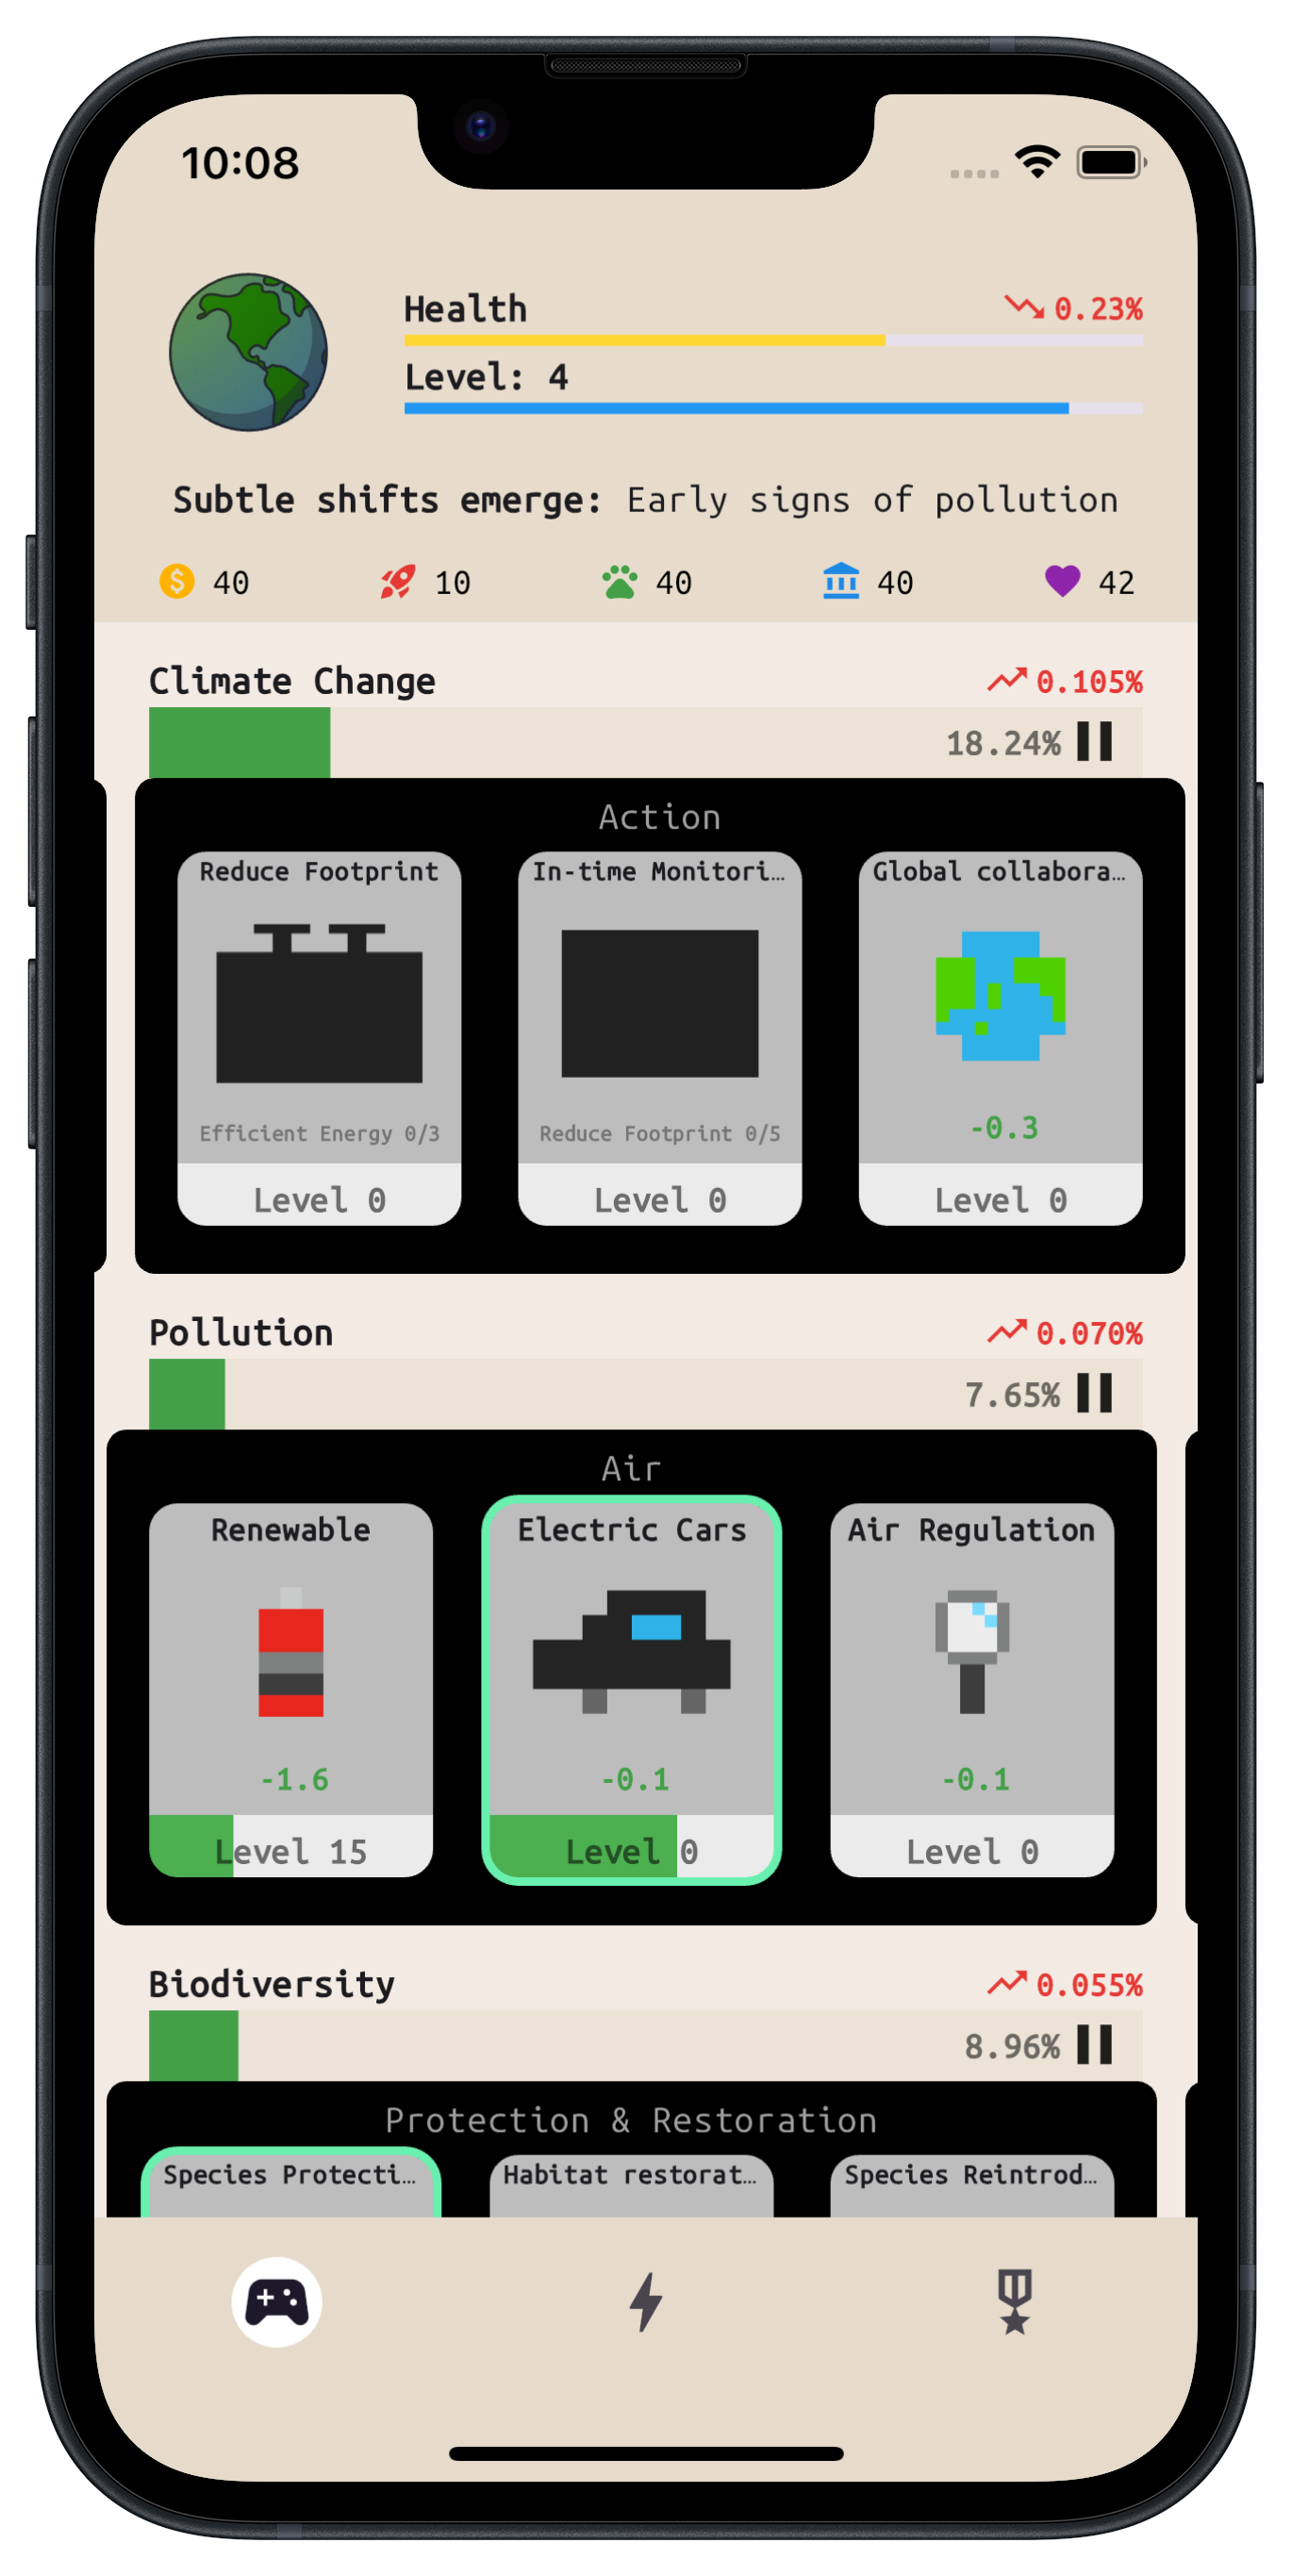 10:08
Health 0.23%
Level: 4
Subtle shifts emerge: Early signs of pollution
40 10 40 40 42
Climate Change 0.105%
18.24%
Action
Reduce Footprint In-time Monitori… Global collabora…
-0.3
Efficient Energy 0/3 Reduce Footprint 0/5
Level 0 Level 0 Level 0
Pollution 0.070%
7.65%
Air
Renewable Electric Cars Air Regulation
-1.6 -0.1 -0.1
Level 15 Level 0 Level 0
Biodiversity 0.055%
8.96%
Protection & Restoration
Species Protecti… Habitat restorat… Species Reintrod…